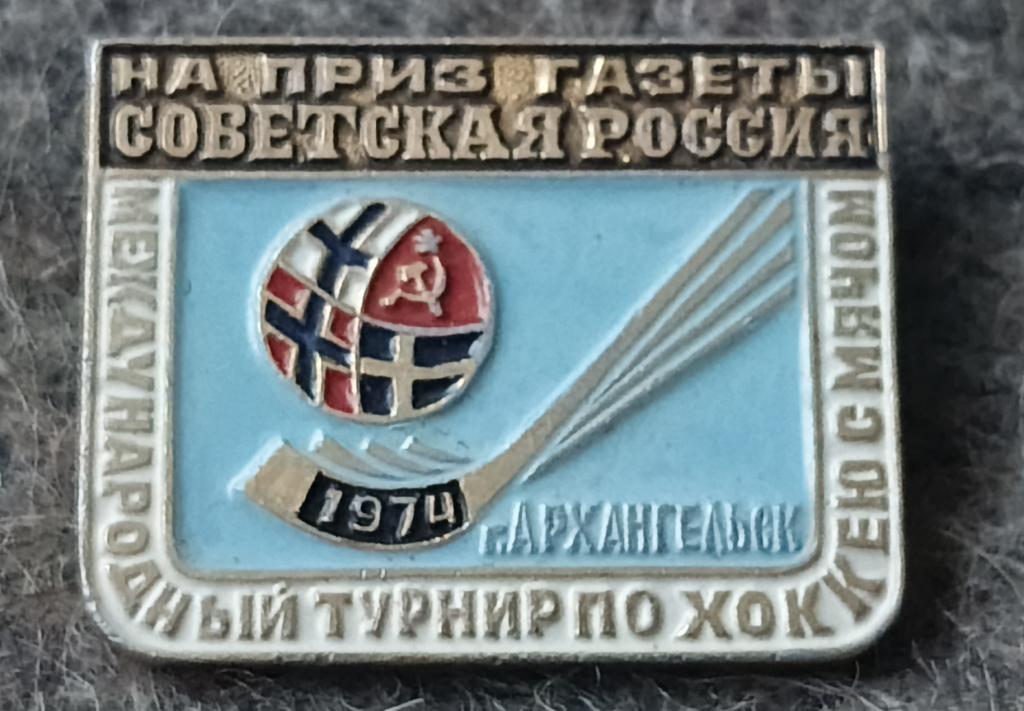 НА ПРИЗ ГАЗЕТЫ
СОВЕТСКАЯ РОССИЯ
МЕЖДУНАРОДНЫЙ ТУРНИР ПО ХОККЕЮ С МЯЧОМ
1974
г. АРХАНГЕЛЬСК